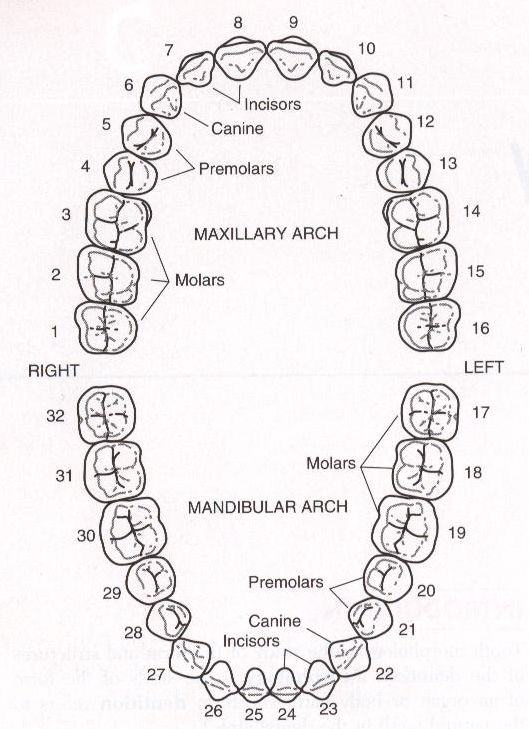 8 9
7 10
6 11
Incisors
5 Canine 12
4 Premolars 13
3 14
MAXILLARY ARCH
2 Molars 15
1 16
RIGHT LEFT
32 17
Molars
31 18
MANDIBULAR ARCH
30 19
Premolars
29 20
Canine
28 21
Incisors
27 22
26 25 24 23